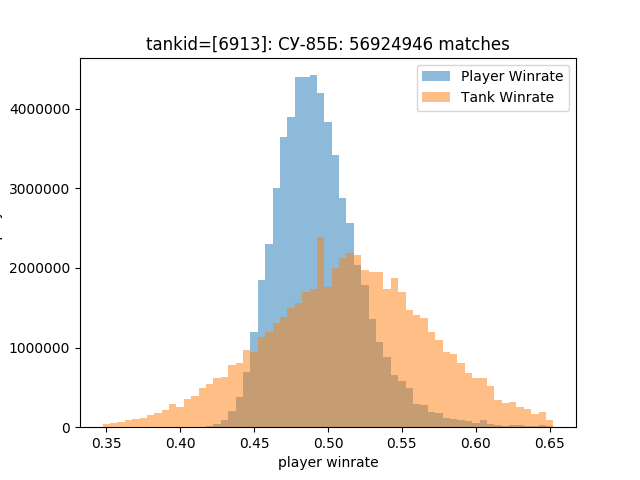 tankid=[6913]: СУ-85Б: 56924946 matches
Player Winrate
Tank Winrate
4000000
3000000
2000000
1000000
0
0.35 0.40 0.45 0.50 0.55 0.60 0.65
player winrate